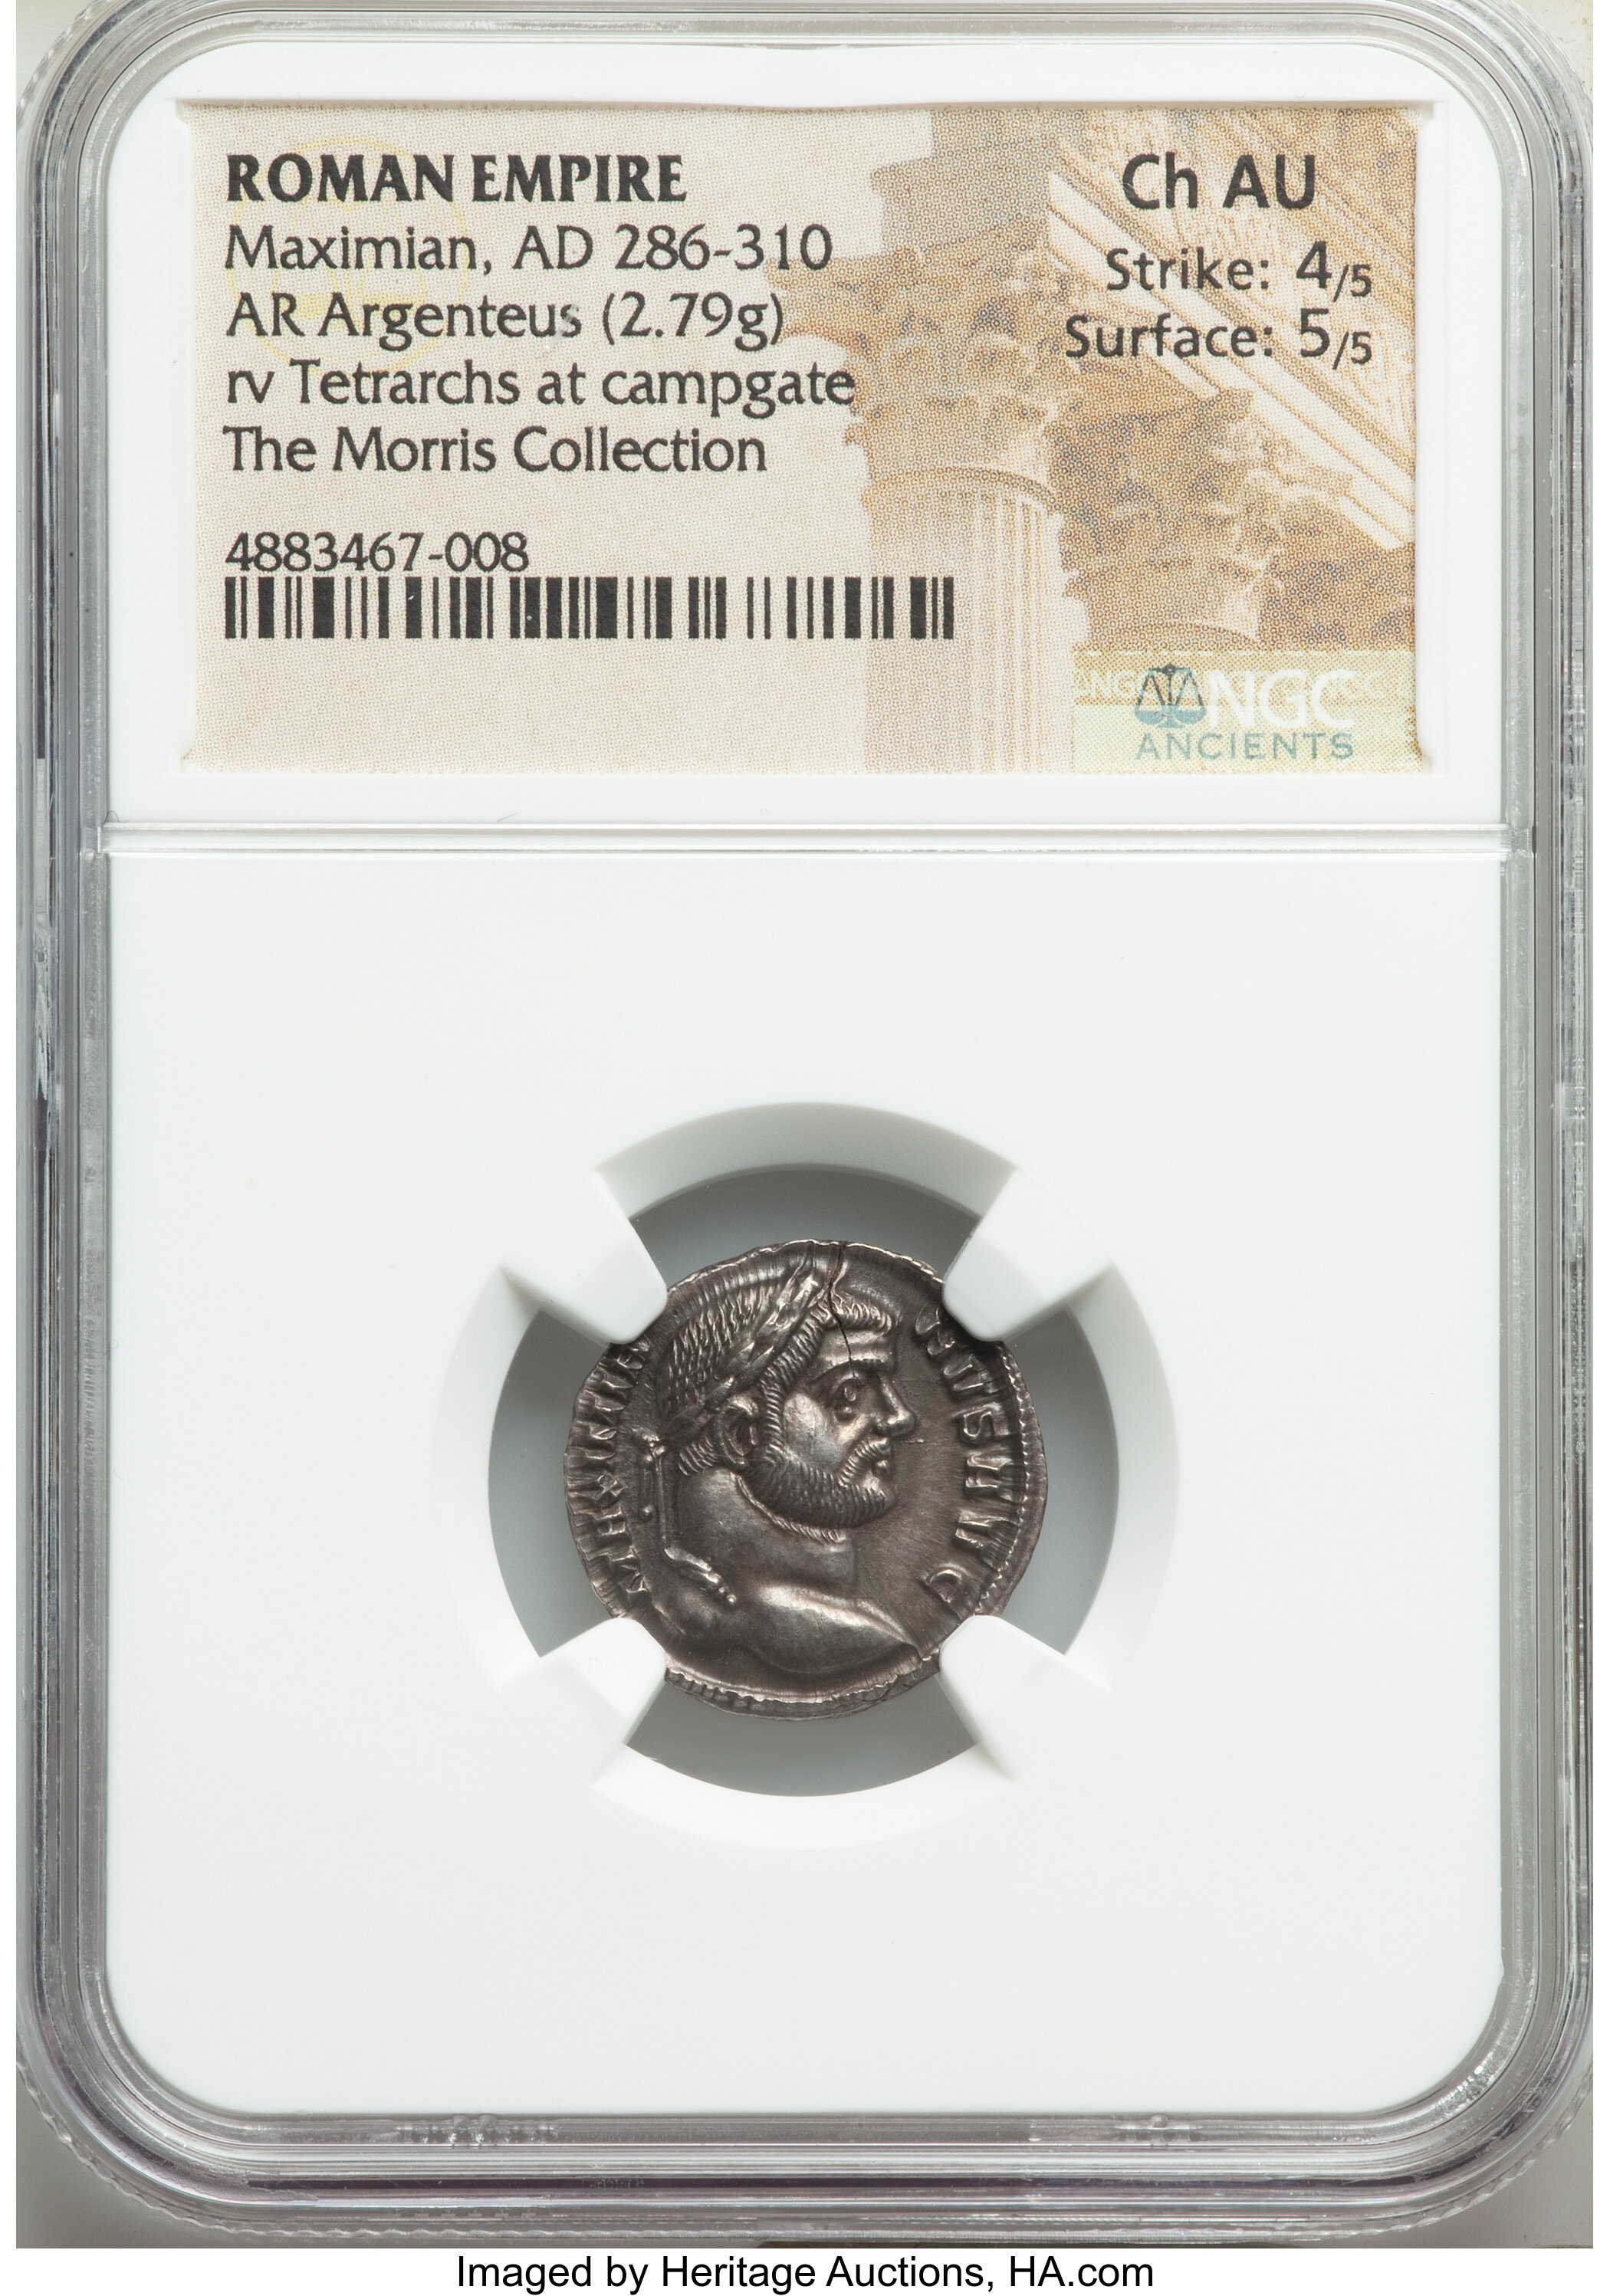 ROMAN EMPIRE
Maximian, AD 286-310
AR Argenteus (2.79g)
rv Tetrarchs at campgate
The Morris Collection
4883467-008
Ch AU
Strike: 4/5
Surface: 5/5
NGC
ANCIENTS
Imaged by Heritage Auctions, HA.com